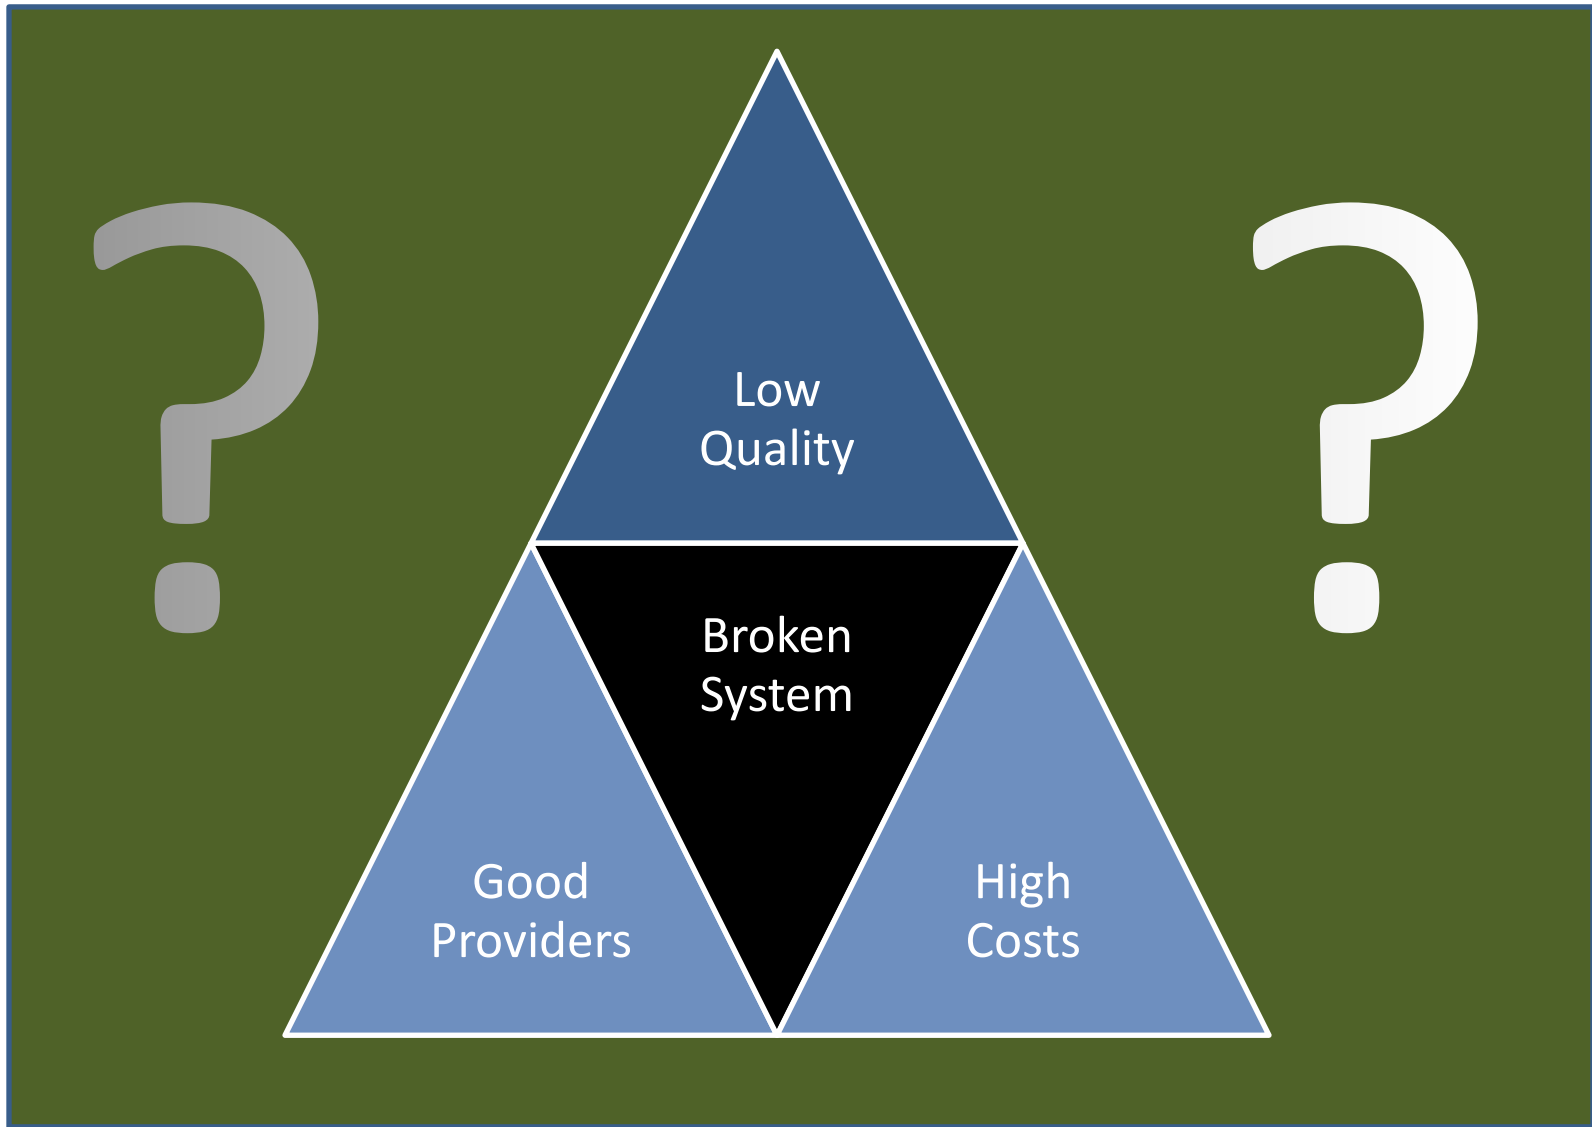 ?
?
Low
Quality
Broken
System
Good
Providers
High
Costs